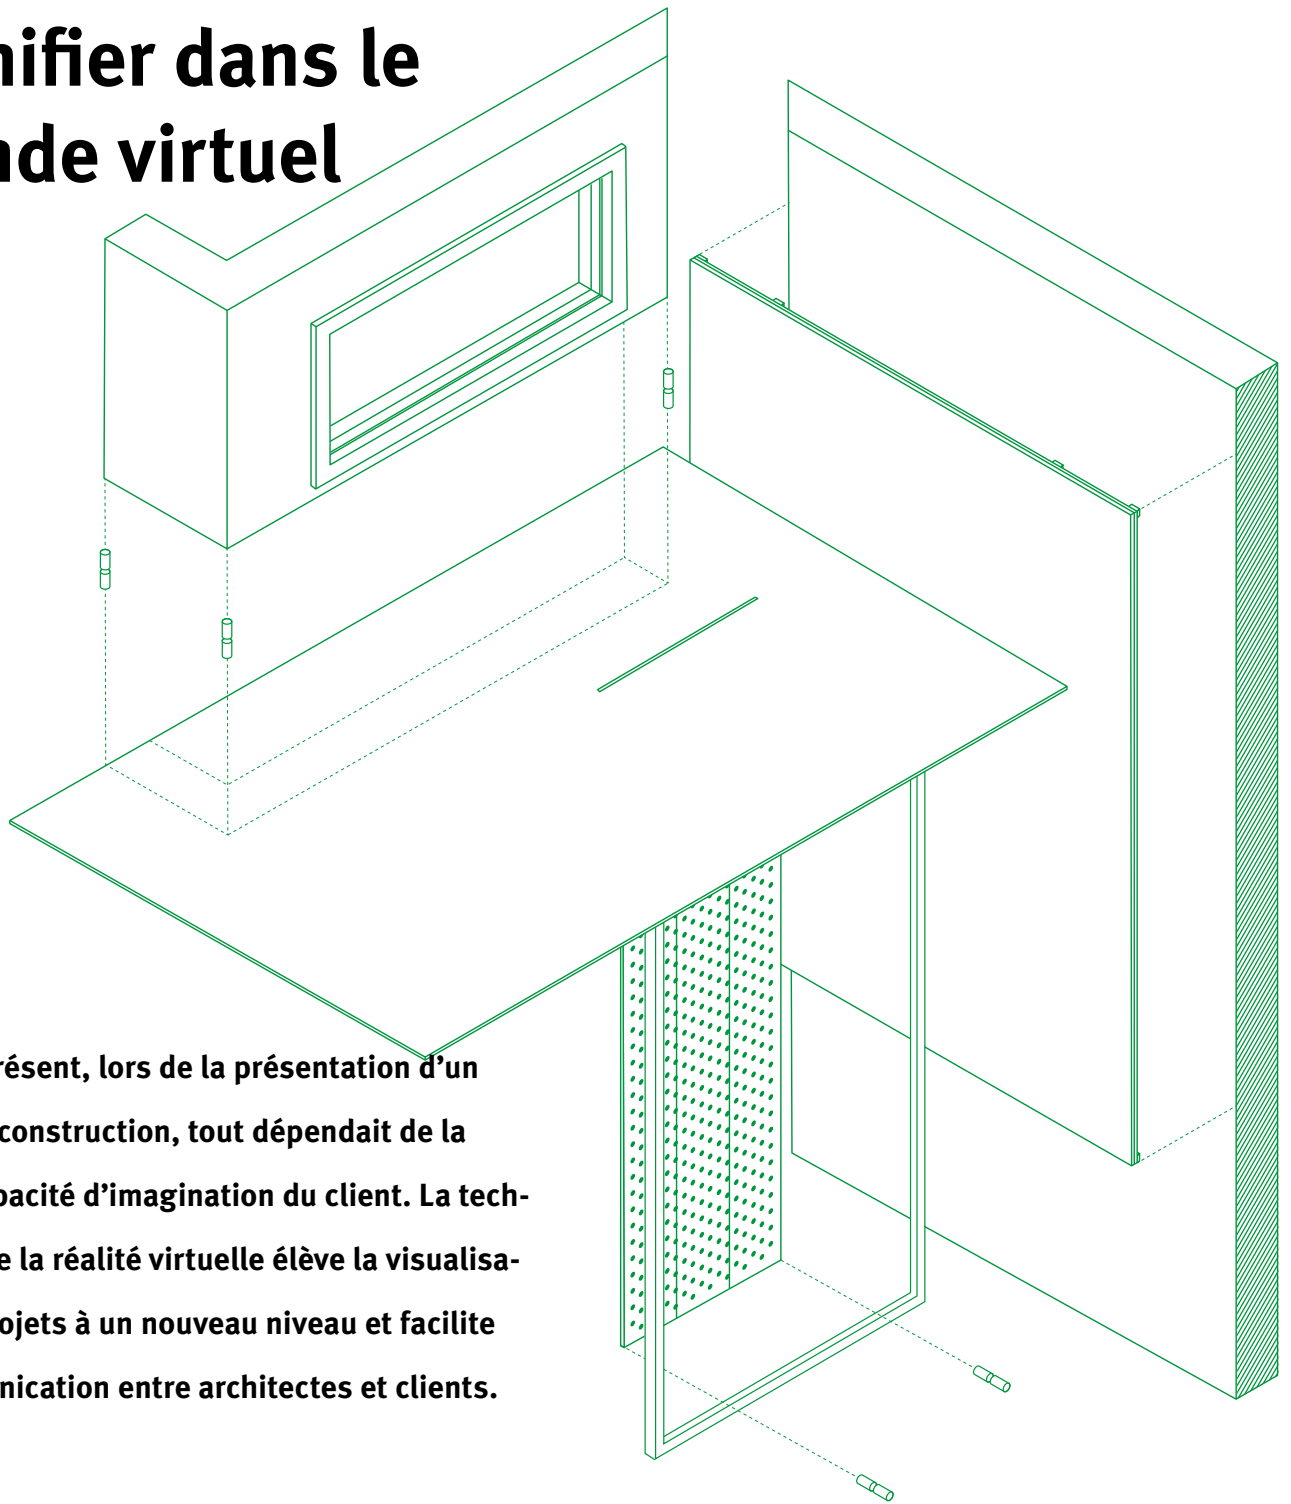 nifier dans le
nde virtuel
résent, lors de la présentation d’un
construction, tout dépendait de la
pacité d’imagination du client. La tech-
e la réalité virtuelle élève la visualisa-
ojets à un nouveau niveau et facilite
nication entre architectes et clients.